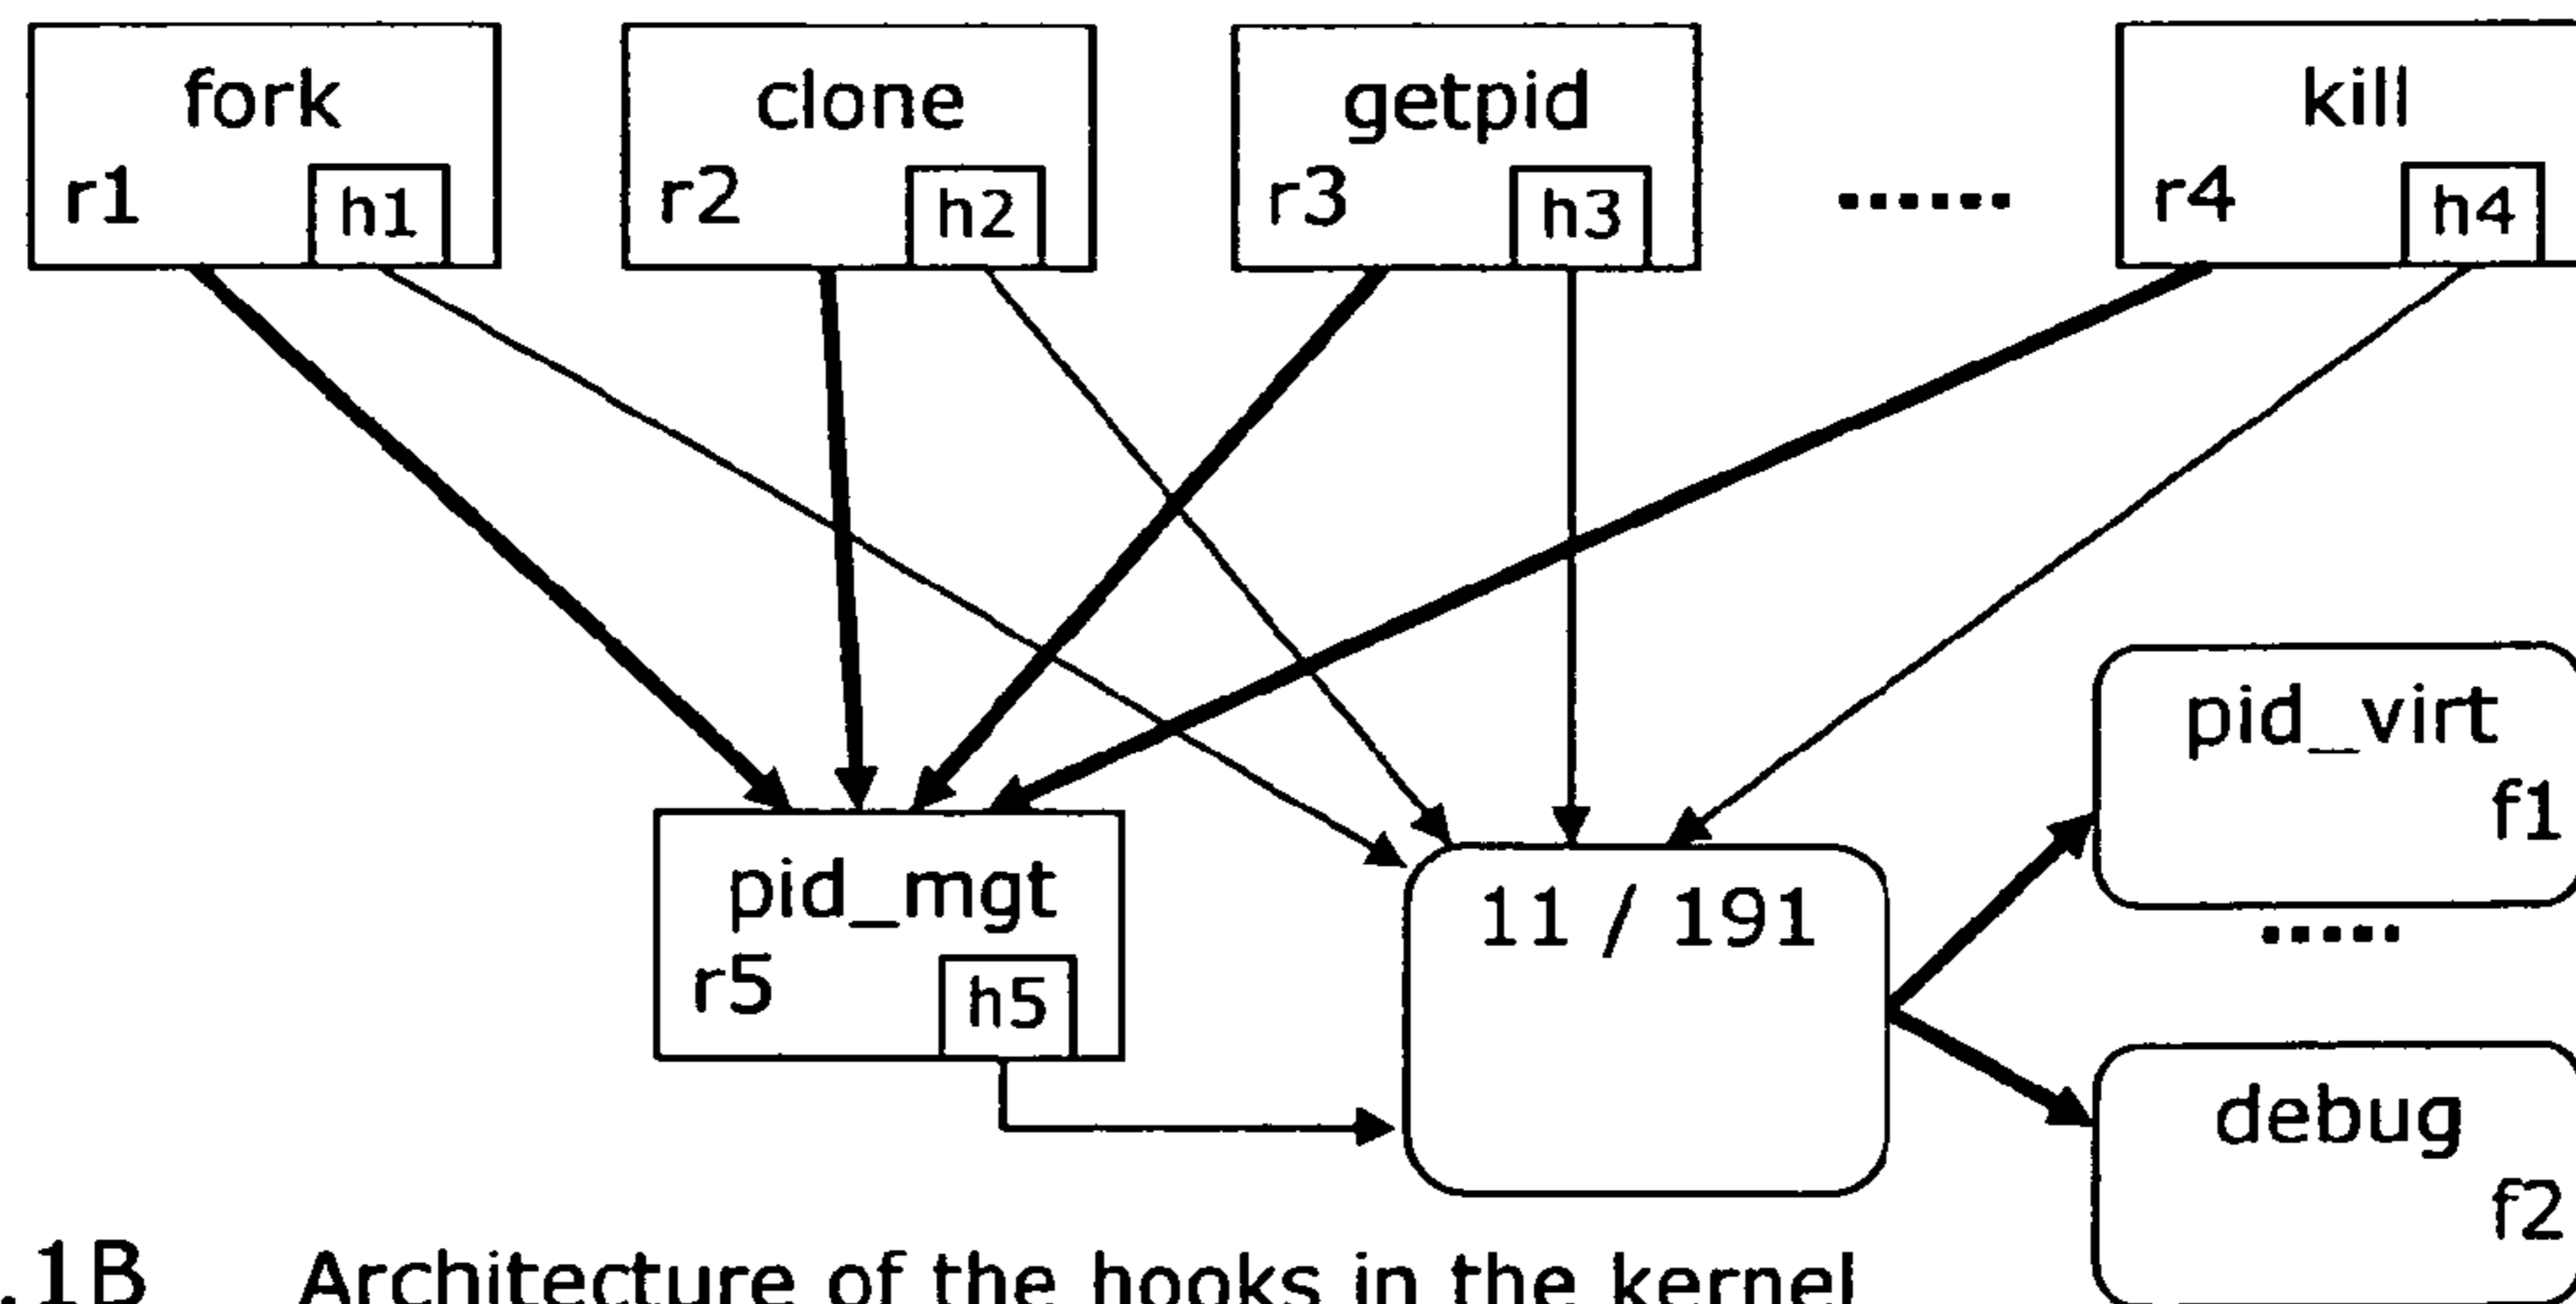 fork
r1
h1
clone
r2
h2
getpid
r3
h3
......
kill
r4
h4
pid_mgt
r5
h5
11 / 191
pid_virt
f1
.....
debug
f2
.1B Architecture of the hooks in the kernel